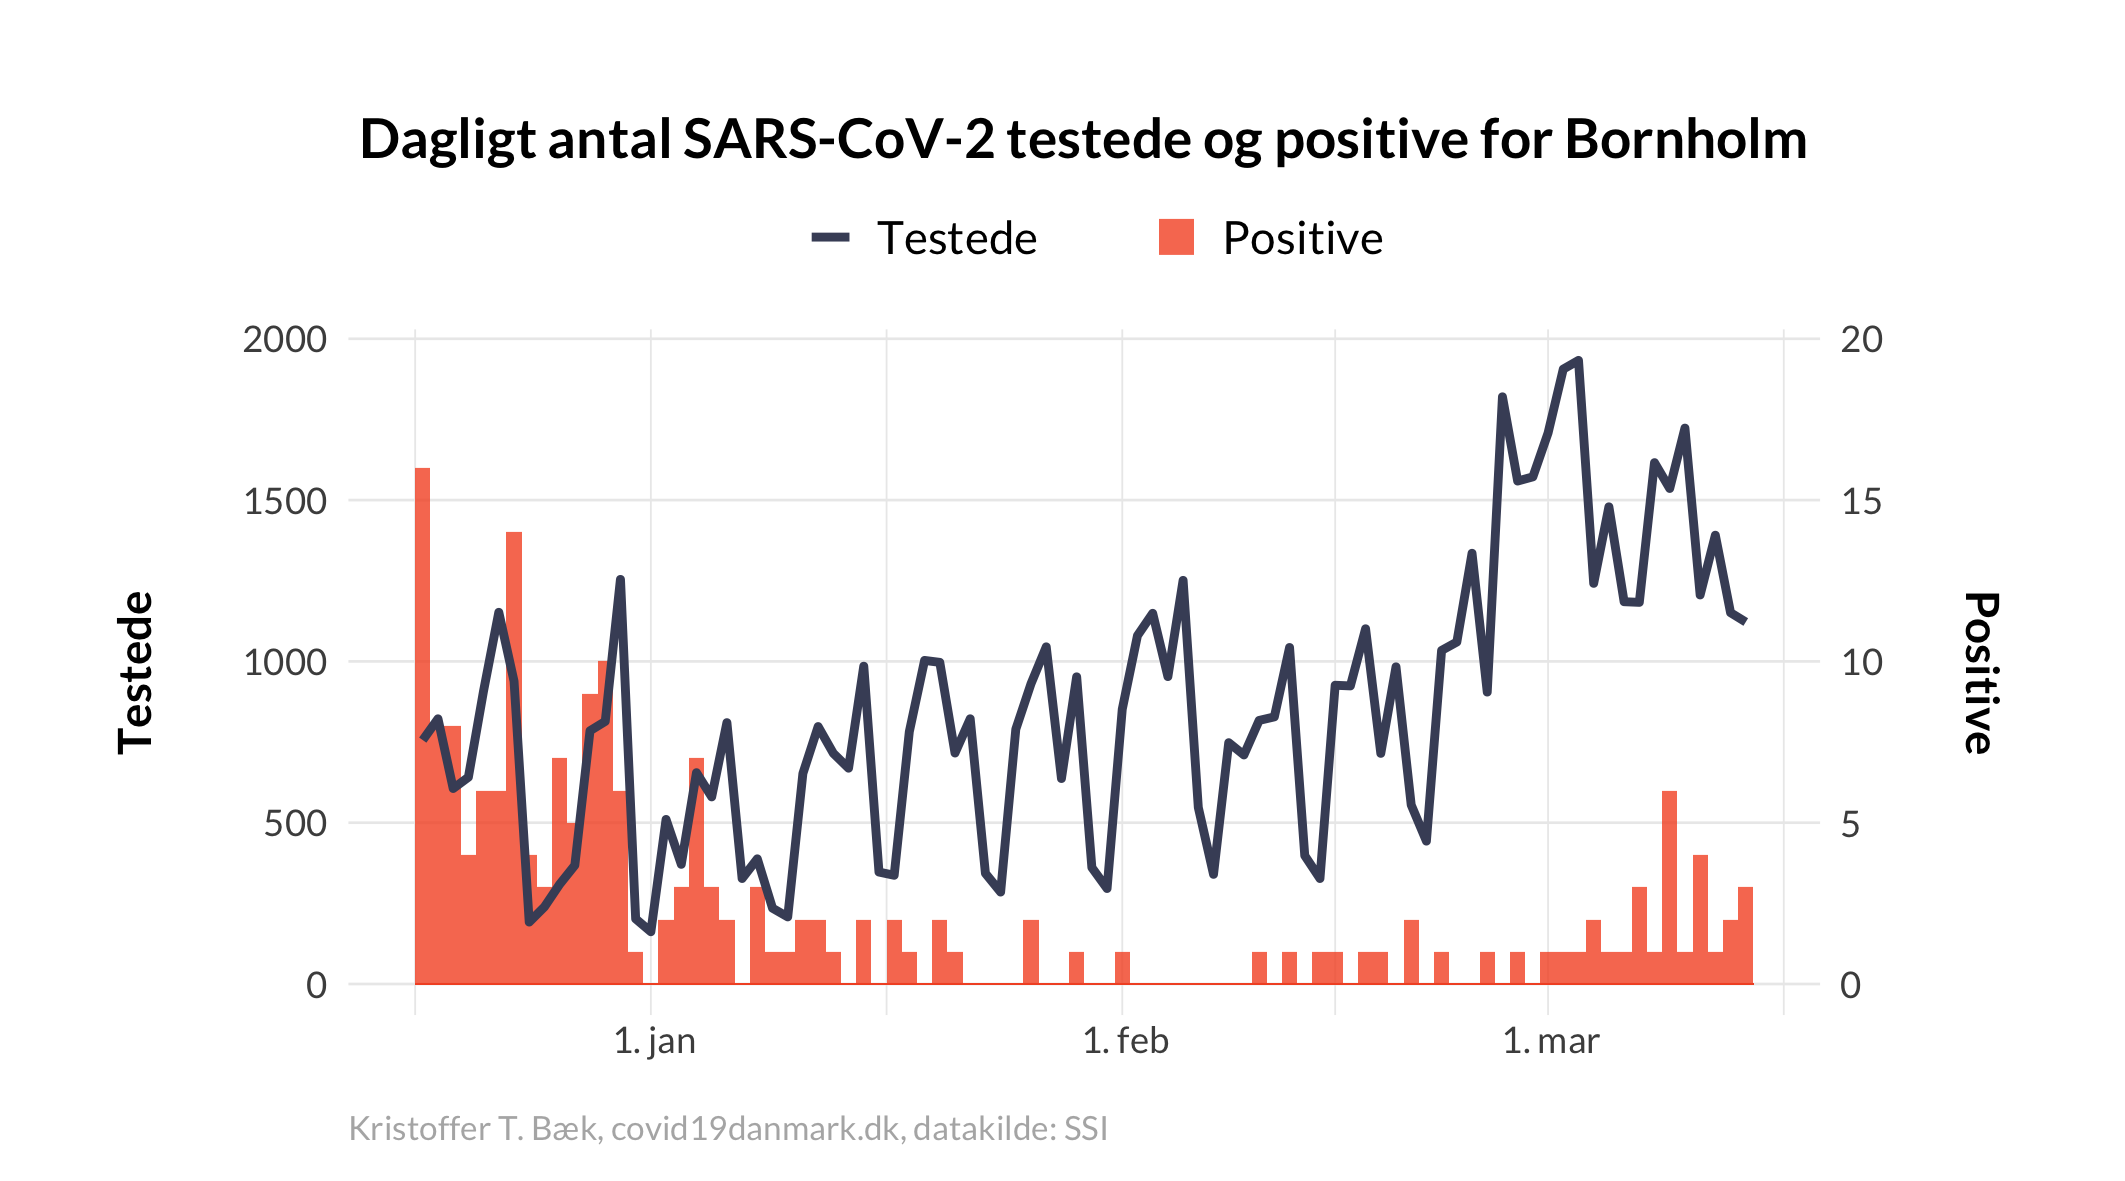 Dagligt antal SARS-CoV-2 testede og positive for Bornholm
Testede Positive
2000 20
1500 15
1000 10
500 5
0 0
Testede
Positive
1. jan 1. feb 1. mar
Kristoffer T. Bæk, covid19danmark.dk, datakilde: SSI